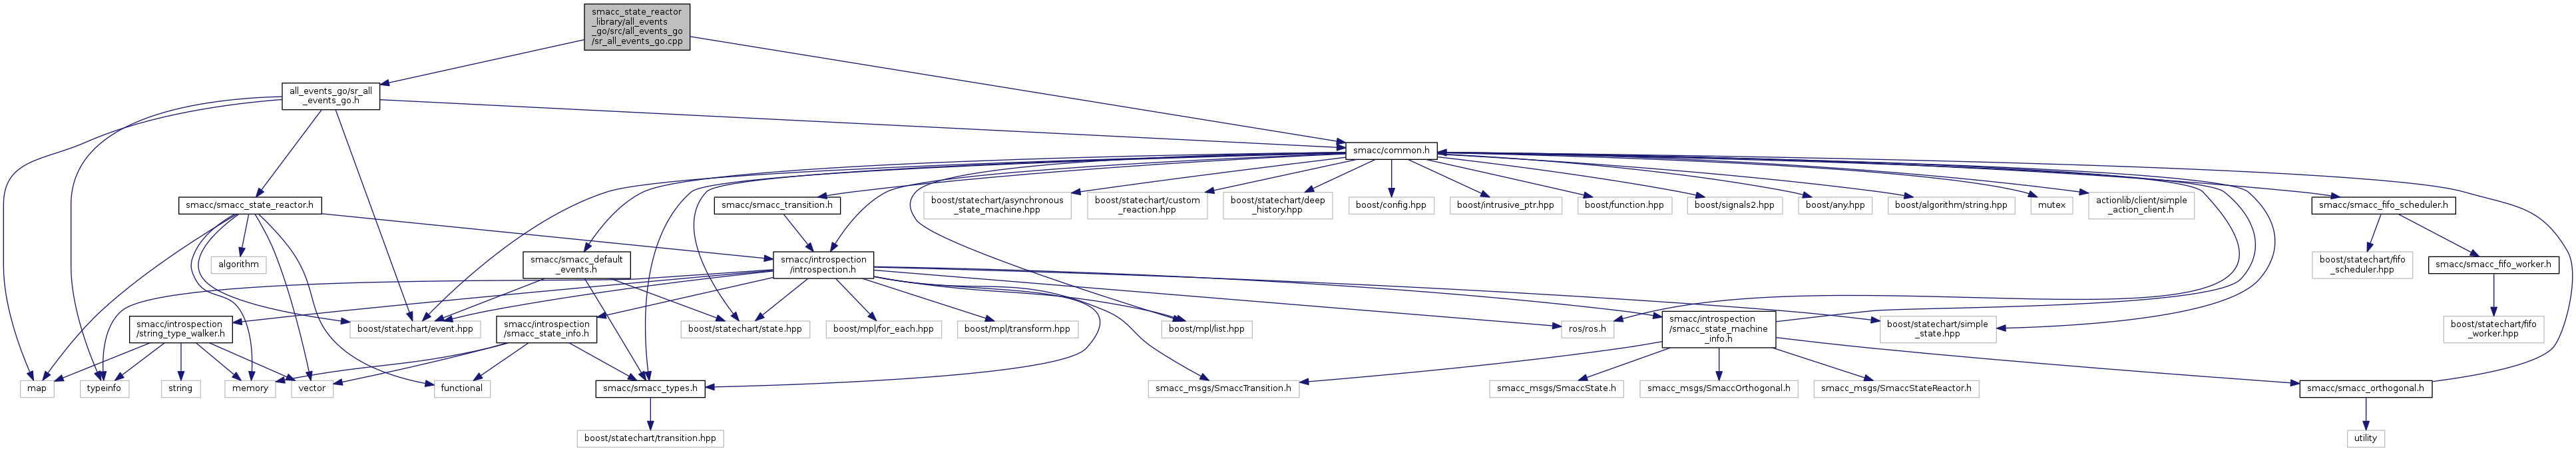 smacc_state_reactor
_library/all_events
_go/src/all_events_go
/sr_all_events_go.cpp
all_events_go/sr_all
_events_go.h
smacc/common.h
smacc/smacc_state_reactor.h
smacc/smacc_transition.h
boost/statechart/asynchronous
_state_machine.hpp
boost/statechart/custom
_reaction.hpp
boost/statechart/deep
_history.hpp
boost/config.hpp
boost/intrusive_ptr.hpp
boost/function.hpp
boost/signals2.hpp
boost/any.hpp
boost/algorithm/string.hpp
mutex
actionlib/client/simple
_action_client.h
smacc/smacc_fifo_scheduler.h
algorithm
smacc/smacc_default
_events.h
smacc/introspection
/introspection.h
boost/statechart/fifo
_scheduler.hpp
smacc/smacc_fifo_worker.h
smacc/introspection
/string_type_walker.h
boost/statechart/event.hpp
smacc/introspection
/smacc_state_info.h
boost/statechart/state.hpp
boost/mpl/for_each.hpp
boost/mpl/transform.hpp
boost/mpl/list.hpp
ros/ros.h
smacc/introspection
/smacc_state_machine
_info.h
boost/statechart/simple
_state.hpp
boost/statechart/fifo
_worker.hpp
map
typeinfo
string
memory
vector
functional
smacc/smacc_types.h
smacc_msgs/SmaccTransition.h
smacc_msgs/SmaccState.h
smacc_msgs/SmaccOrthogonal.h
smacc_msgs/SmaccStateReactor.h
smacc/smacc_orthogonal.h
boost/statechart/transition.hpp
utility